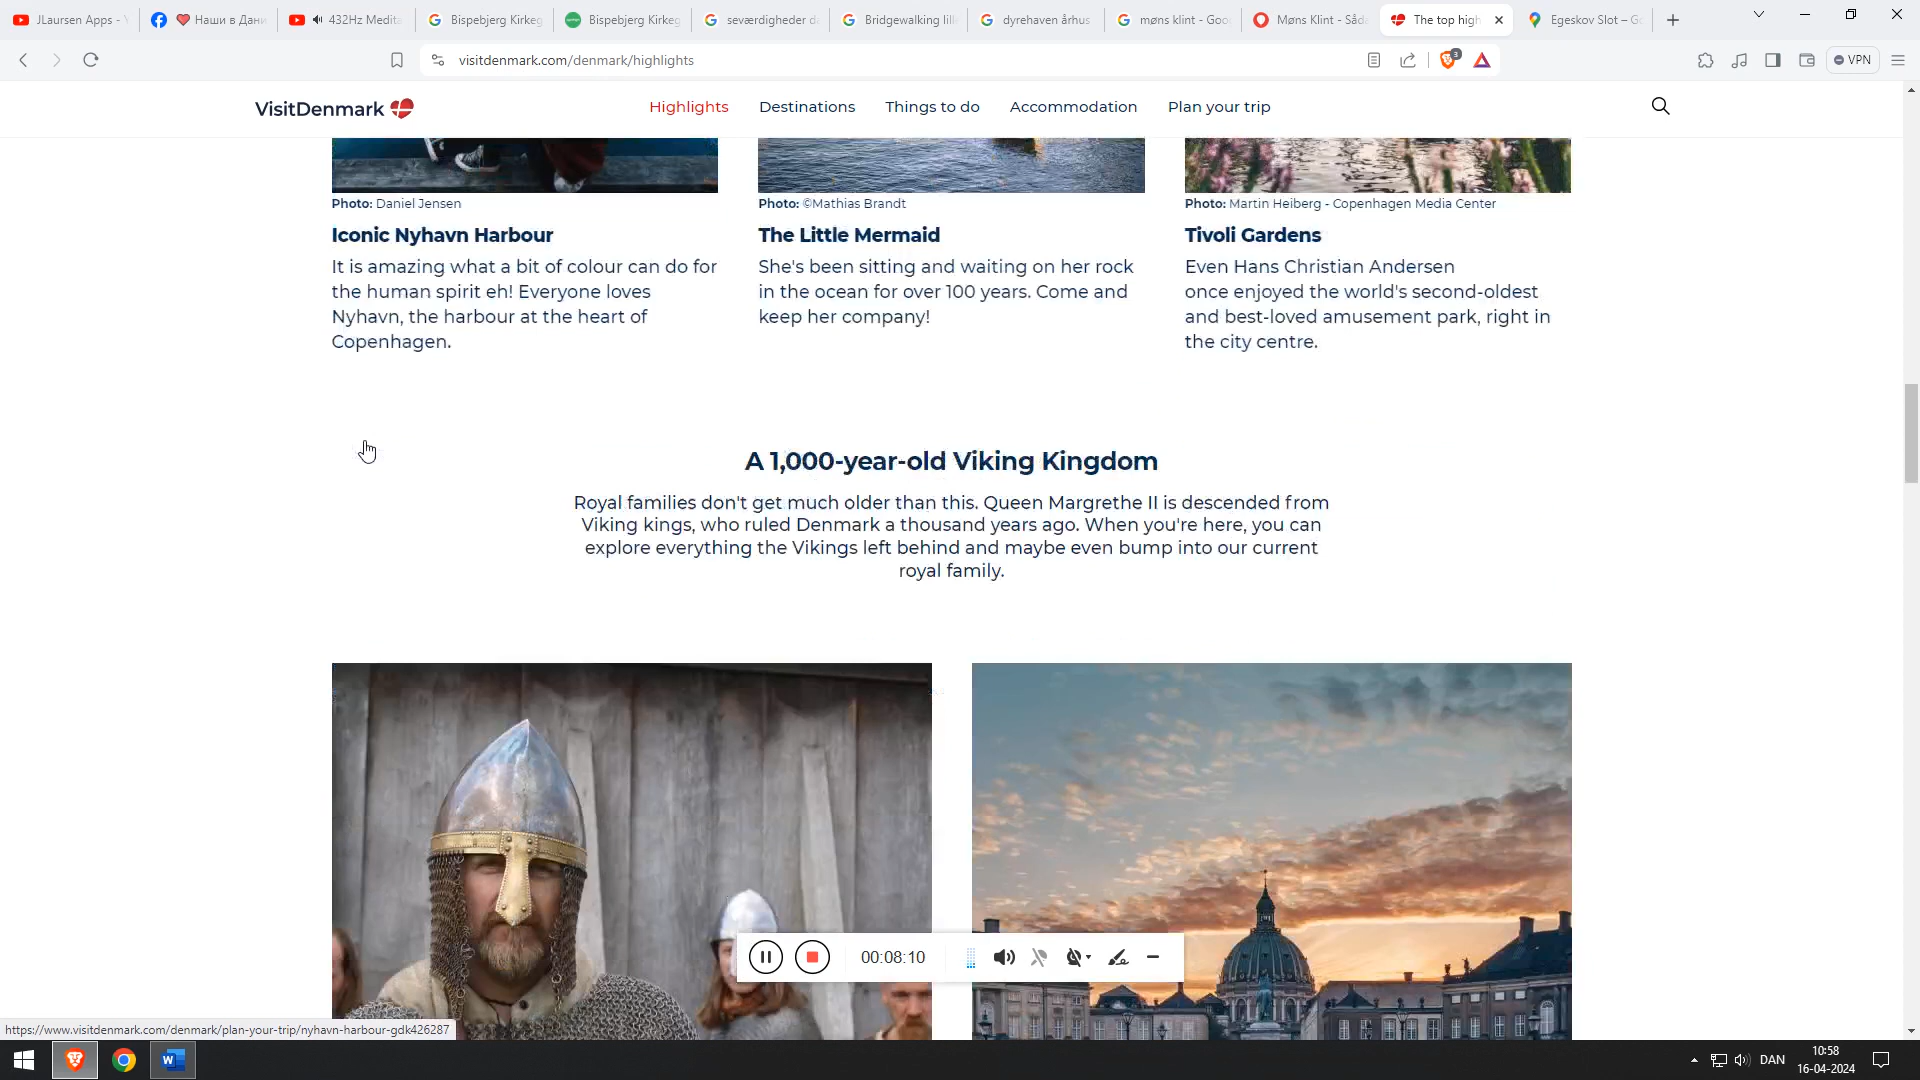 JLaursen Apps - Y
Наши в Дани
432Hz Medita
Bispebjerg Kirkeg
Bispebjerg Kirkeg
seværdigheder da
Bridgewalking lill
dyrehaven århus
møns klint - Goo
Møns Klint - Såda
The top high
Egeskov Slot – Go
visitdenmark.com/denmark/highlights
3
VPN
VisitDenmark
Highlights
Destinations
Things to do
Accommodation
Plan your trip
Photo: Daniel Jensen
Iconic Nyhavn Harbour
It is amazing what a bit of colour can do for
the human spirit eh! Everyone loves
Nyhavn, the harbour at the heart of
Copenhagen.
Photo: ©Mathias Brandt
The Little Mermaid
She's been sitting and waiting on her rock
in the ocean for over 100 years. Come and
keep her company!
Photo: Martin Heiberg - Copenhagen Media Center
Tivoli Gardens
Even Hans Christian Andersen
once enjoyed the world's second-oldest
and best-loved amusement park, right in
the city centre.
A 1,000-year-old Viking Kingdom
Royal families don't get much older than this. Queen Margrethe II is descended from
Viking kings, who ruled Denmark a thousand years ago. When you're here, you can
explore everything the Vikings left behind and maybe even bump into our current
royal family.
00:08:10
https://www.visitdenmark.com/denmark/plan-your-trip/nyhavn-harbour-gdk426287
W
DAN
10:58
16-04-2024